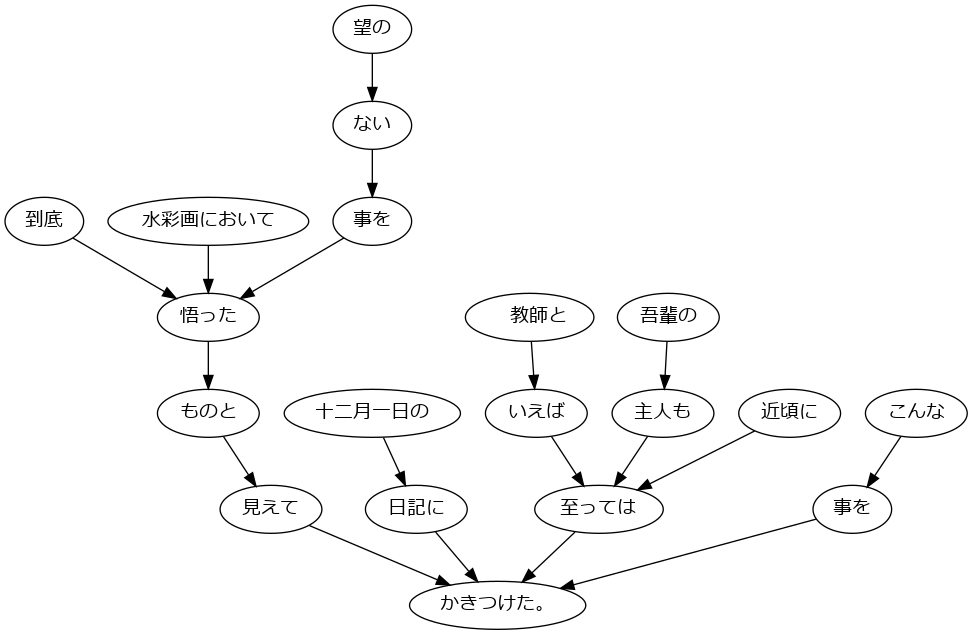 望の
ない
到底
水彩画において
事を
悟った
教師と
吾輩の
ものと
十二月一日の
いえば
主人も
近頃に
こんな
見えて
日記に
至っては
事を
かきつけた。